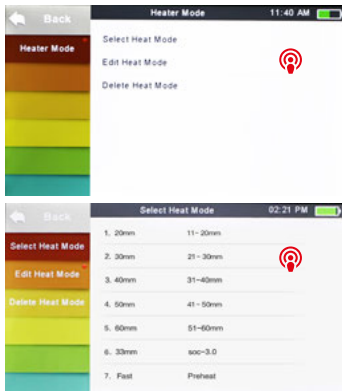 Back
Heater Mode
11:40 AM
Heater Mode
Select Heat Mode
Edit Heat Mode
Delete Heat Mode
Back
Select Heat Mode
02:21 PM
Select Heat Mode
Edit Heat Mode
Delete Heat Mode
1. 20mm 11-20mm
2. 30mm 21-30mm
3. 40mm 31-40mm
4. 50mm 41-50mm
5. 60mm 51-60mm
6. 33mm soc-3.0
7. Fast Preheat